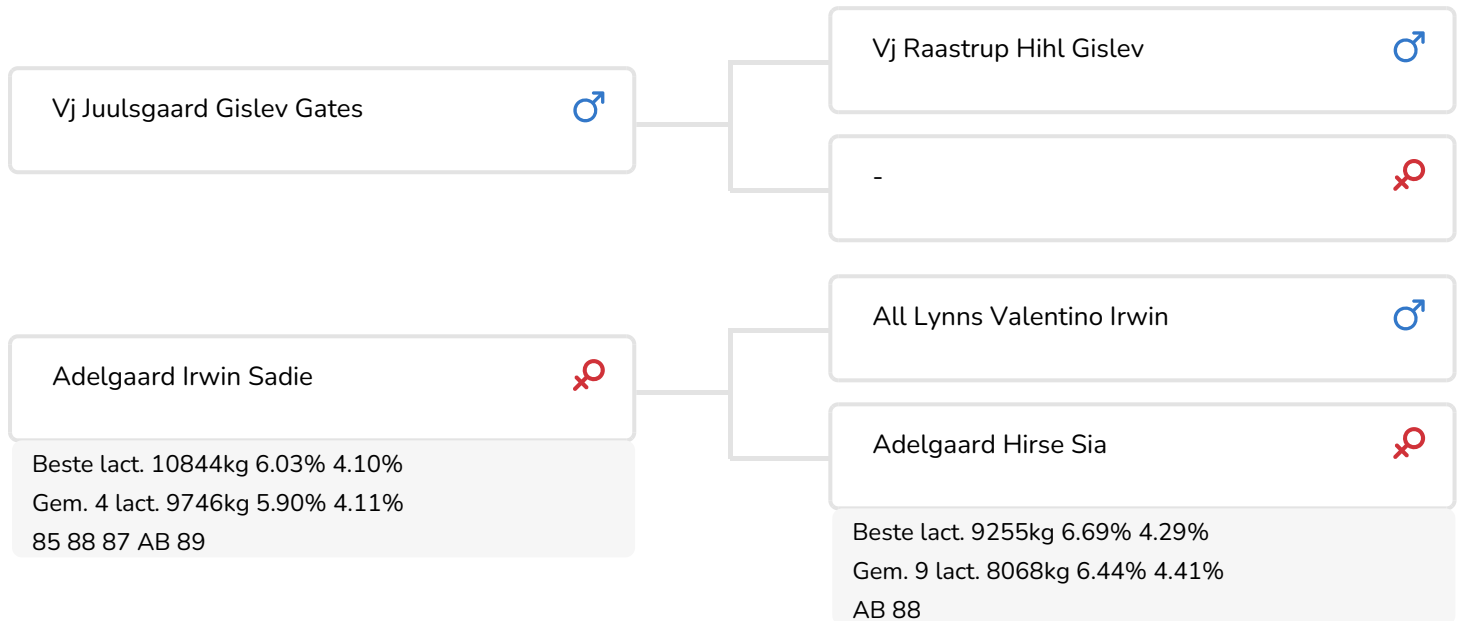 Vj Juulsgaard Gislev Gates
Vj Raastrup Hihl Gislev
-
Adelgaard Irwin Sadie
Beste lact. 10844kg 6.03% 4.10%
Gem. 4 lact. 9746kg 5.90% 4.11%
85 88 87 AB 89
All Lynns Valentino Irwin
Adelgaard Hirse Sia
Beste lact. 9255kg 6.69% 4.29%
Gem. 9 lact. 8068kg 6.44% 4.41%
AB 88